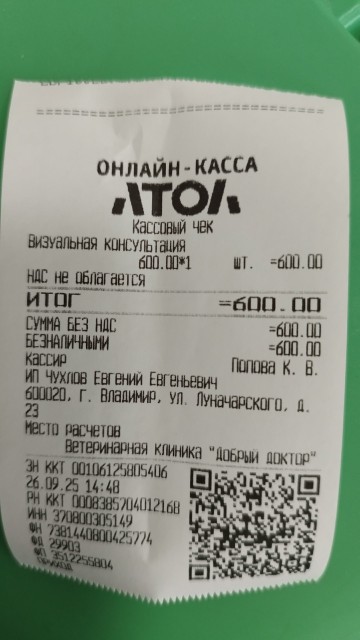 ОНЛАЙН-КАССА
АТОЛ
Кассовый чек
Визуальная консультация
600.00*1 шт. =600.00
НДС не облагается
ИТОГ =600.00
СУММА БЕЗ НДС =600.00
БЕЗНАЛИЧНЫМИ =600.00
Кассир Попова К. В.
ИП ЧУХЛОВ ЕВГЕНИЙ ЕВГЕНЬЕВИЧ
600020, г. Владимир, ул. Луначарского, д.
23
Место расчетов
Ветеринарная клиника "Добрый доктор"
ЗН ККТ 00106125805406
26.09.25 14:48
РН ККТ 0008385704012168
ИНН 370800305149
ФН 7381440800425774
ФД 29903
ФП 3512255804
ПРИХОД